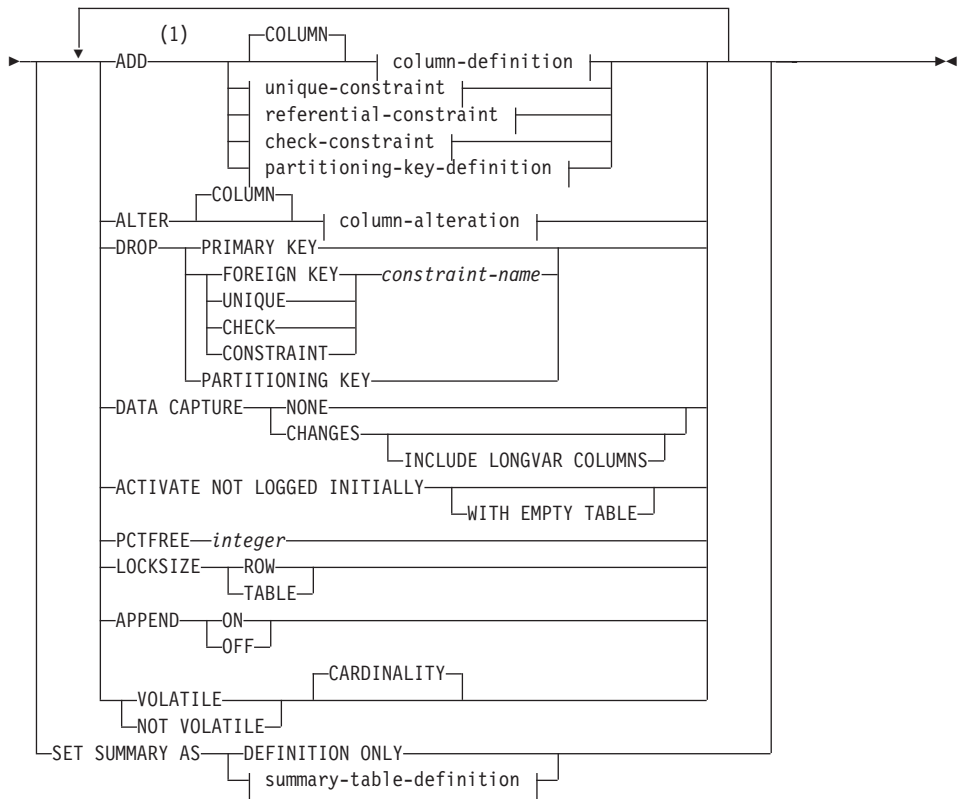 (1)
COLUMN
ADD
column-definition
unique-constraint
referential-constraint
check-constraint
partitioning-key-definition
COLUMN
ALTER
column-alteration
DROP PRIMARY KEY
FOREIGN KEY constraint-name
UNIQUE
CHECK
CONSTRAINT
PARTITIONING KEY
DATA CAPTURE NONE
CHANGES
INCLUDE LONGVAR COLUMNS
ACTIVATE NOT LOGGED INITIALLY
WITH EMPTY TABLE
PCTFREE integer
LOCKSIZE ROW
TABLE
APPEND ON
OFF
CARDINALITY
VOLATILE
NOT VOLATILE
SET SUMMARY AS DEFINITION ONLY
summary-table-definition